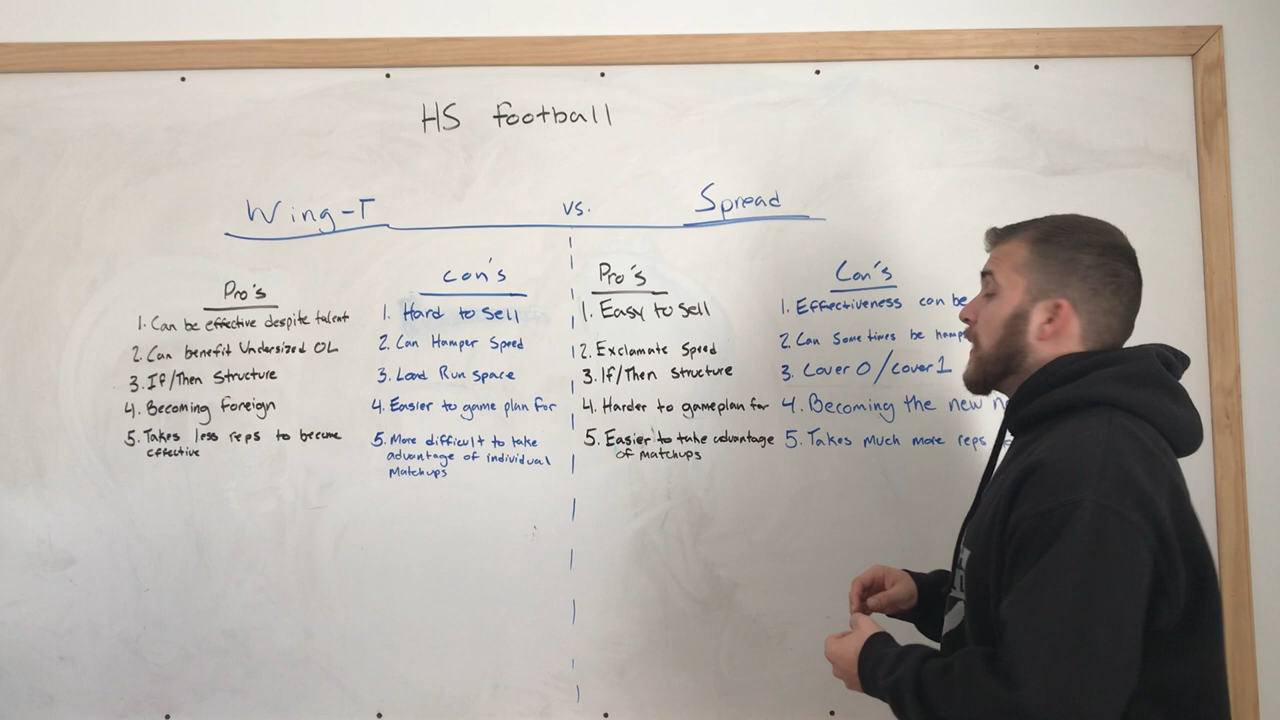 HS football
Wing-T vs. Spread
Pro's
1. Can be effective despite talent
2. Can benefit Undersized OL
3. If/Then Structure
4. Becoming foreign
5. Takes less reps to become
effective
Con's
1. Hard to Sell
2. Can Hamper Speed
3. Load Run space
4. Easier to game plan for
5. More difficult to take
advantage of individual
Matchups
Pro's
1. Easy to Sell
2. Exclamate Speed
3. If/Then Structure
4. Harder to gameplan for
5. Easier to take advantage
of matchups
Con's
1. Effectiveness can be
2. Can Some times be
3. Cover 0 / Cover 1
4. Becoming the new
5. Takes much more reps